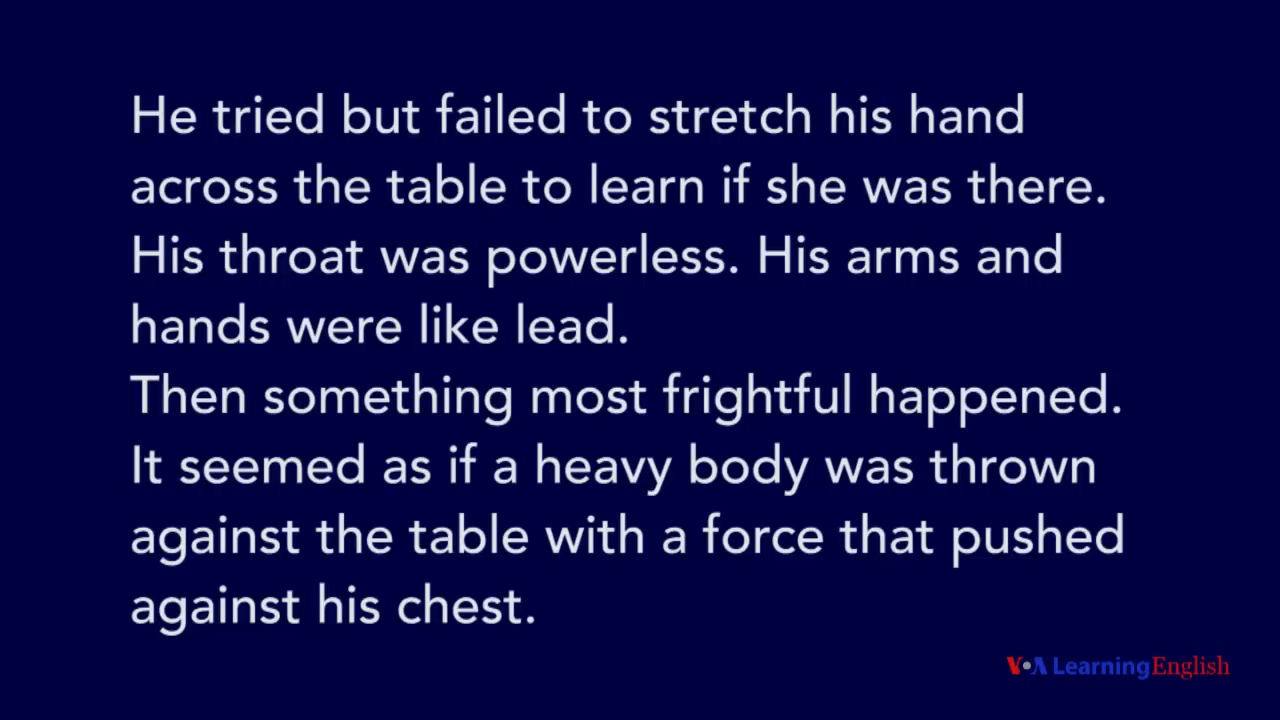 He tried but failed to stretch his hand
across the table to learn if she was there.
His throat was powerless. His arms and
hands were like lead.
Then something most frightful happened.
It seemed as if a heavy body was thrown
against the table with a force that pushed
against his chest.
VOA Learning English